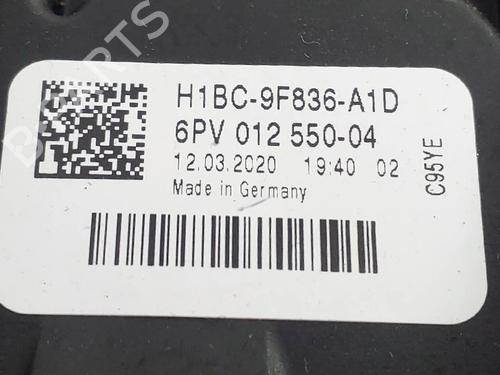 H1BC-9F836-A1D
6PV 012 550-04
12.03.2020 19:40 02
Made in Germany
C95YE